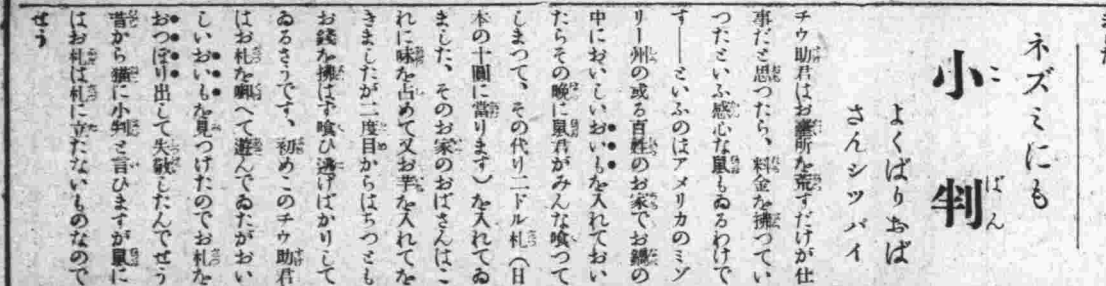 ネズミにも
小判
よくばりおば
さんシツパイ
チウ助君はお臺所を荒すだけが仕
事だと思つたら、料金を拂つてい
つたといふ感心な鼠もゐるわけで
す——といふのはアメリカのミゾ
リー州の或る百姓のお家でお鍋の
中においしいおいもを入れておい
たらその晩に鼠君がみんな喰つて
しまつて、その代り二ドル札(日
本の十圓に當ります)を入れてゐ
ました、そのお家のおばさんはこ
れに味を占めて又お芋を入れてを
きましたが二度目からはちつとも
お錢を拂はず喰ひ逃げばかりして
ゐるさうです、初めこのチウ助君
はお札を啣へて遊んでゐたがおい
しいおいもを見つけたのでお札を
おつぽり出して失敬したんでせう
昔から猫に小判と言ひますが鼠に
はお札は札に立たないものなので
せう